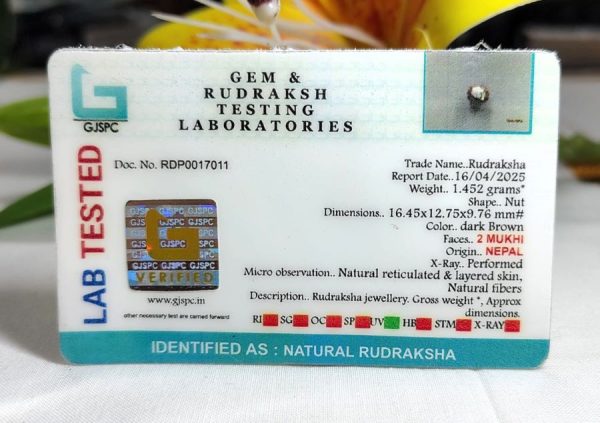 GJSPC
GEM &
RUDRAKSH
TESTING
LABORATORIES
LAB TESTED
Doc. No. RDP0017011
Trade Name..Rudraksha
Report Date..16/04/2025
Weight.. 1.452 grams*
Shape.. Nut
Dimensions.. 16.45x12.75x9.76 mm#
Color.. dark Brown
Faces.. 2 MUKHI
Origin.. NEPAL
X-Ray.. Performed
Micro observation.. Natural reticulated & layered skin,
Natural fibers
Description.. Rudraksha jewellery. Gross weight *, Approx
dimensions.
GJSPC
VERIFIED
www.gjspc.in
other necessary test are carried forward
RI SG OC SP UV HB STM X-RAY
IDENTIFIED AS : NATURAL RUDRAKSHA